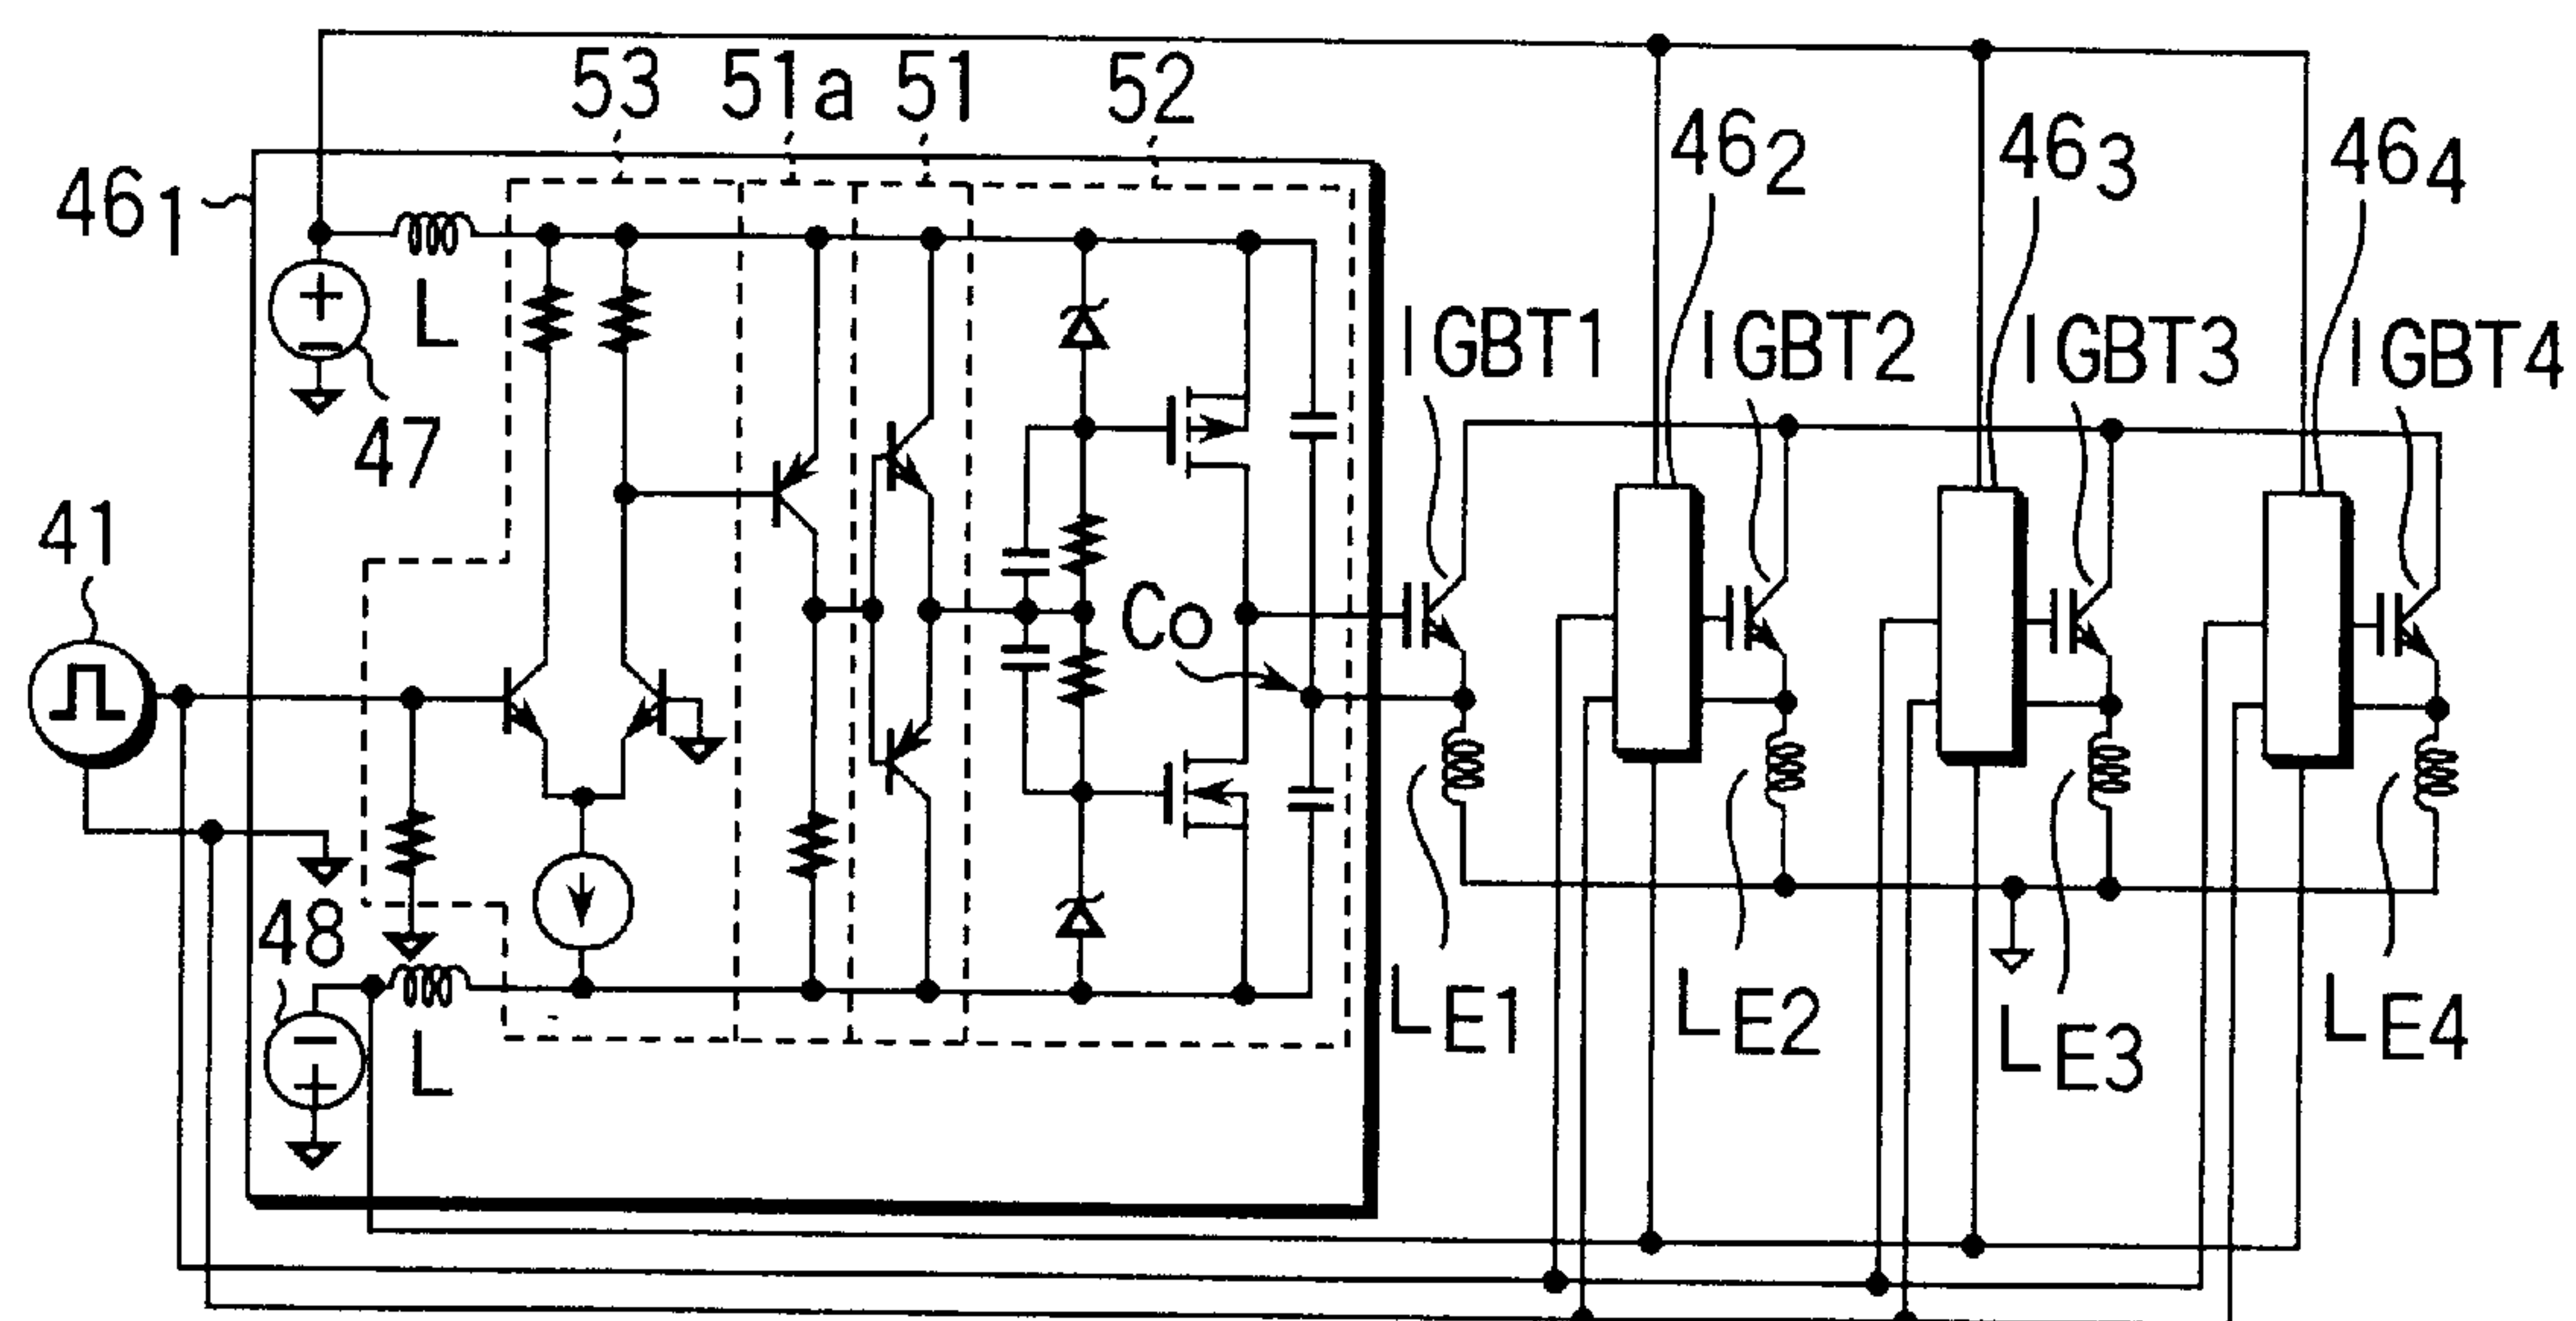 53 51a 51 52
46₁ 46₂ 46₃ 46₄
L IGBT1 IGBT2 IGBT3 IGBT4
47
41
Co
48
L LE1 LE2 LE3 LE4